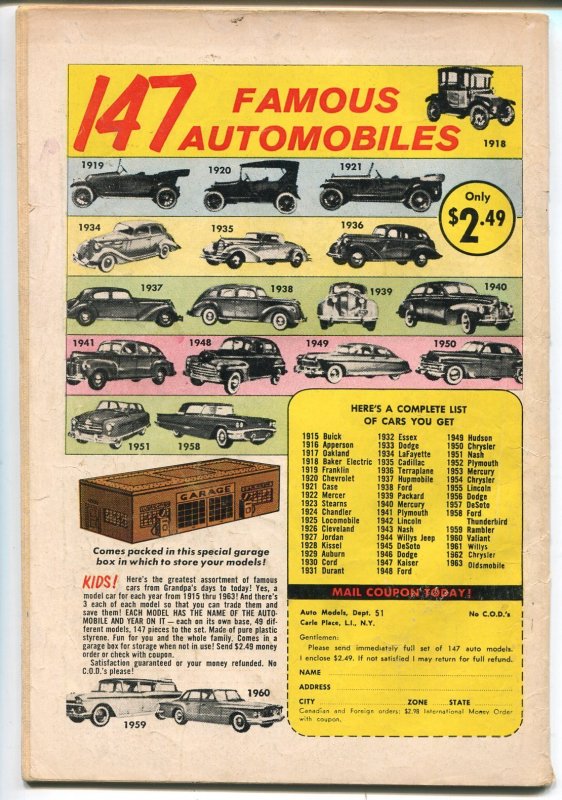 147 FAMOUS
AUTOMOBILES
1918
1919
1920
1921
Only
$2.49
1934
1935
1936
1937
1938
1939
1940
1941
1948
1949
1950
1951
1958
GARAGE
Comes packed in this special garage
box in which to store your models!
KIDS! Here's the greatest assortment of famous
cars from Grandpa's days to today! Yes, a
model car for each year from 1915 thru 1963! And there's
3 each of each model so that you can trade them and
save them! EACH MODEL HAS THE NAME OF THE AUTO-
MOBILE AND YEAR ON IT — each on its own base, 49 dif-
ferent models, 147 pieces to the set. Made of pure plastic
styrene. Fun for you and the whole family. Comes in a
garage box for storage when not in use! Send $2.49 money
order or check with coupon.
Satisfaction guaranteed or your money refunded. No
C.O.D.'s please!
1959
1960
HERE'S A COMPLETE LIST
OF CARS YOU GET
1915 Buick
1916 Apperson
1917 Oakland
1918 Baker Electric
1919 Franklin
1920 Chevrolet
1921 Case
1922 Mercer
1923 Stearns
1924 Chandler
1925 Locomobile
1926 Cleveland
1927 Jordan
1928 Kissel
1929 Auburn
1930 Cord
1931 Durant
1932 Essex
1933 Dodge
1934 LaFayette
1935 Cadillac
1936 Terraplane
1937 Hupmobile
1938 Ford
1939 Packard
1940 Mercury
1941 Plymouth
1942 Lincoln
1943 Nash
1944 Willys Jeep
1945 DeSoto
1946 Dodge
1947 Kaiser
1948 Ford
1949 Hudson
1950 Chrysler
1951 Nash
1952 Plymouth
1953 Mercury
1954 Chrysler
1955 Lincoln
1956 Dodge
1957 DeSoto
1958 Ford
Thunderbird
1959 Rambler
1960 Valiant
1961 Willys
1962 Chrysler
1963 Oldsmobile
MAIL COUPON TODAY!
Auto Models, Dept. 51 No C.O.D.'s
Carle Place, L.I., N.Y.
Gentlemen:
Please send immediately full set of 147 auto models.
I enclose $2.49. If not satisfied I may return for full refund.
NAME
ADDRESS
CITY ZONE STATE
Canadian and Foreign orders: $2.98 International Money Order
with coupon.